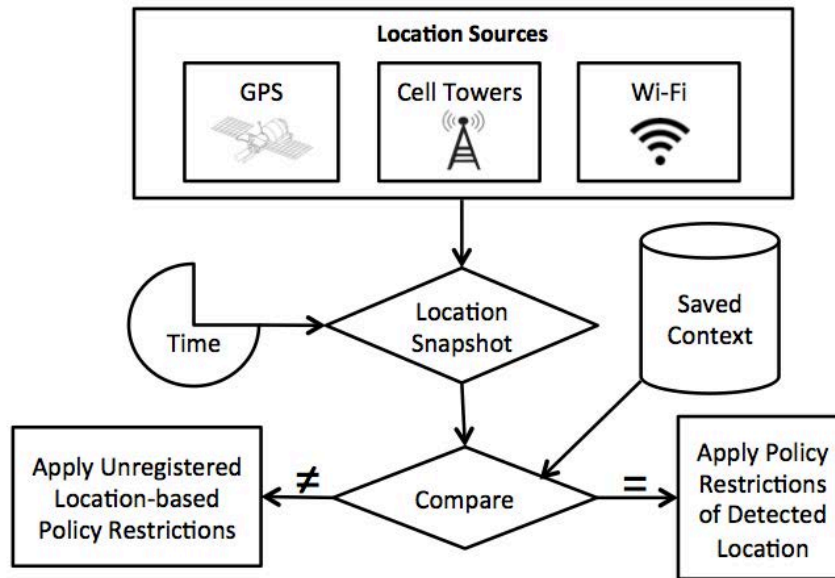 Location Sources
GPS
Cell Towers
Wi-Fi
Time
Location
Snapshot
Saved
Context
Apply Unregistered
Location-based
Policy Restrictions
≠
Compare
=
Apply Policy
Restrictions
of Detected
Location